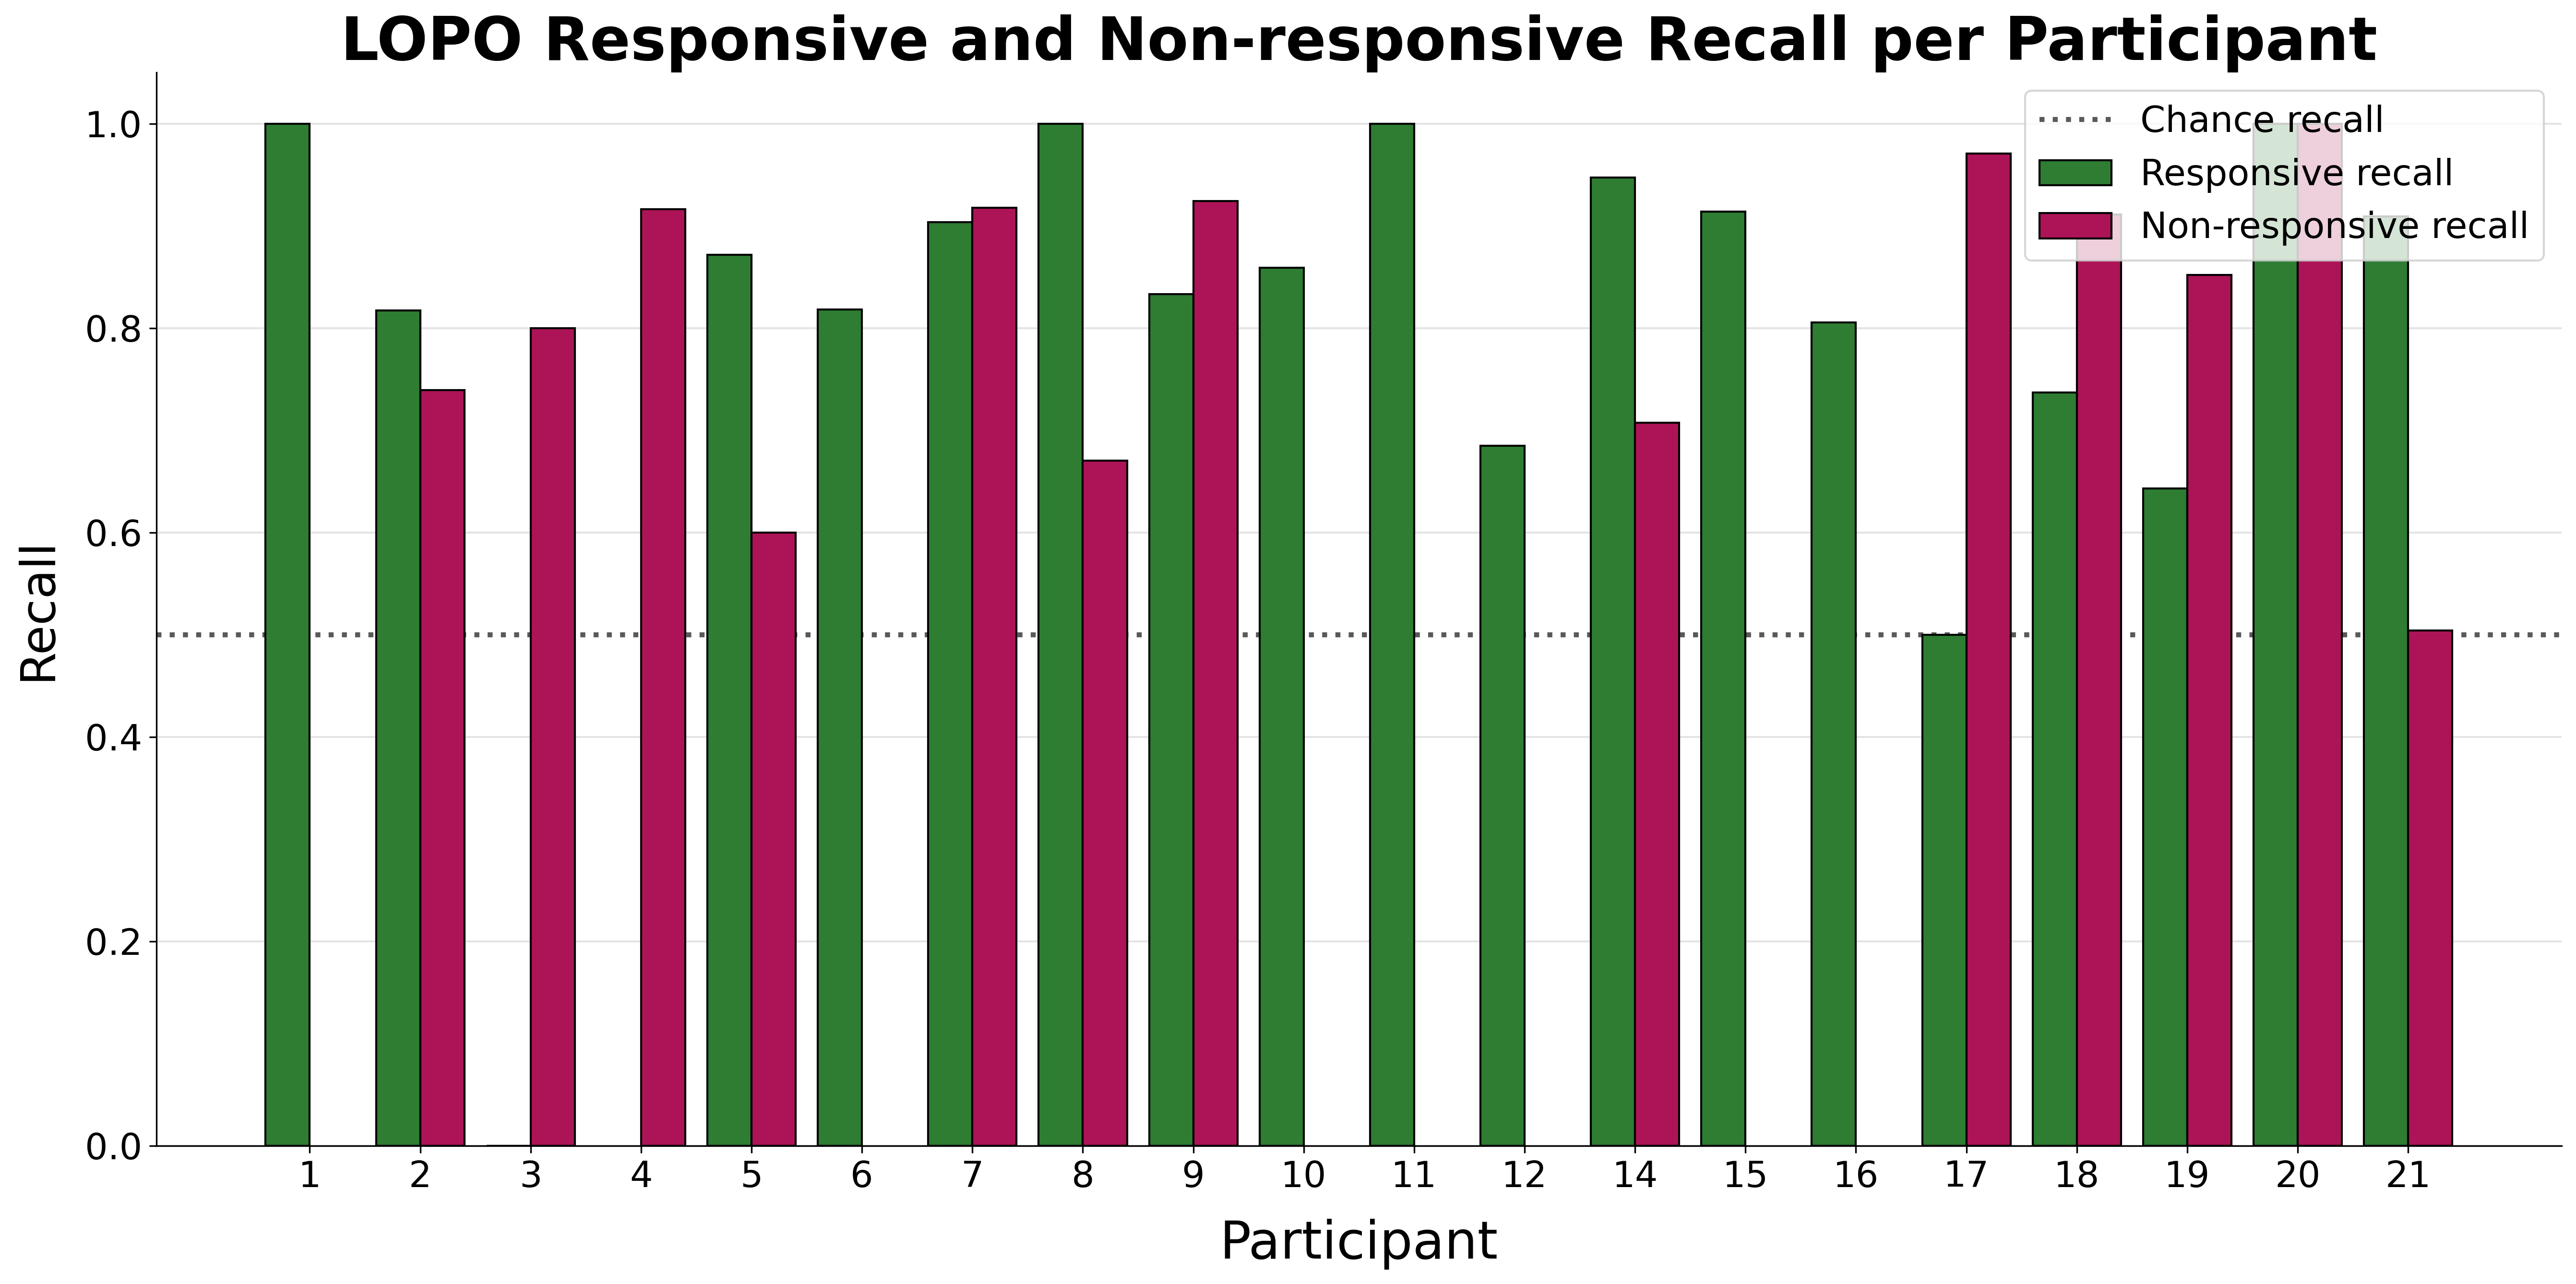 LOPO Responsive and Non-responsive Recall per Participant
Chance recall
Responsive recall
Non-responsive recall
Recall
1.0
0.8
0.6
0.4
0.2
0.0
1 2 3 4 5 6 7 8 9 10 11 12 14 15 16 17 18 19 20 21
Participant